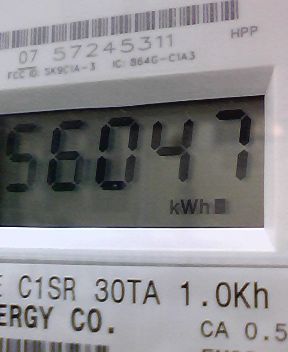 HPP
07 57245311
FCC ID: SK9C1A-3 IC: 864G-C1A3
56047
kWh
E C1SR 30TA 1.0Kh
ERGY CO.
CA 0.5